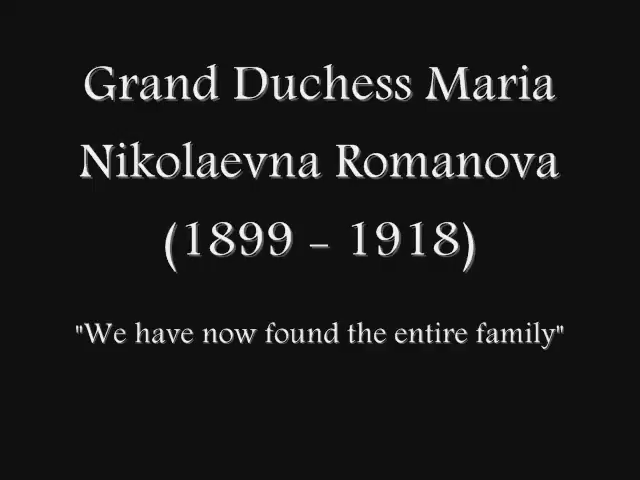 Grand Duchess Maria
Nikolaevna Romanova
(1899 - 1918)
"We have now found the entire family"